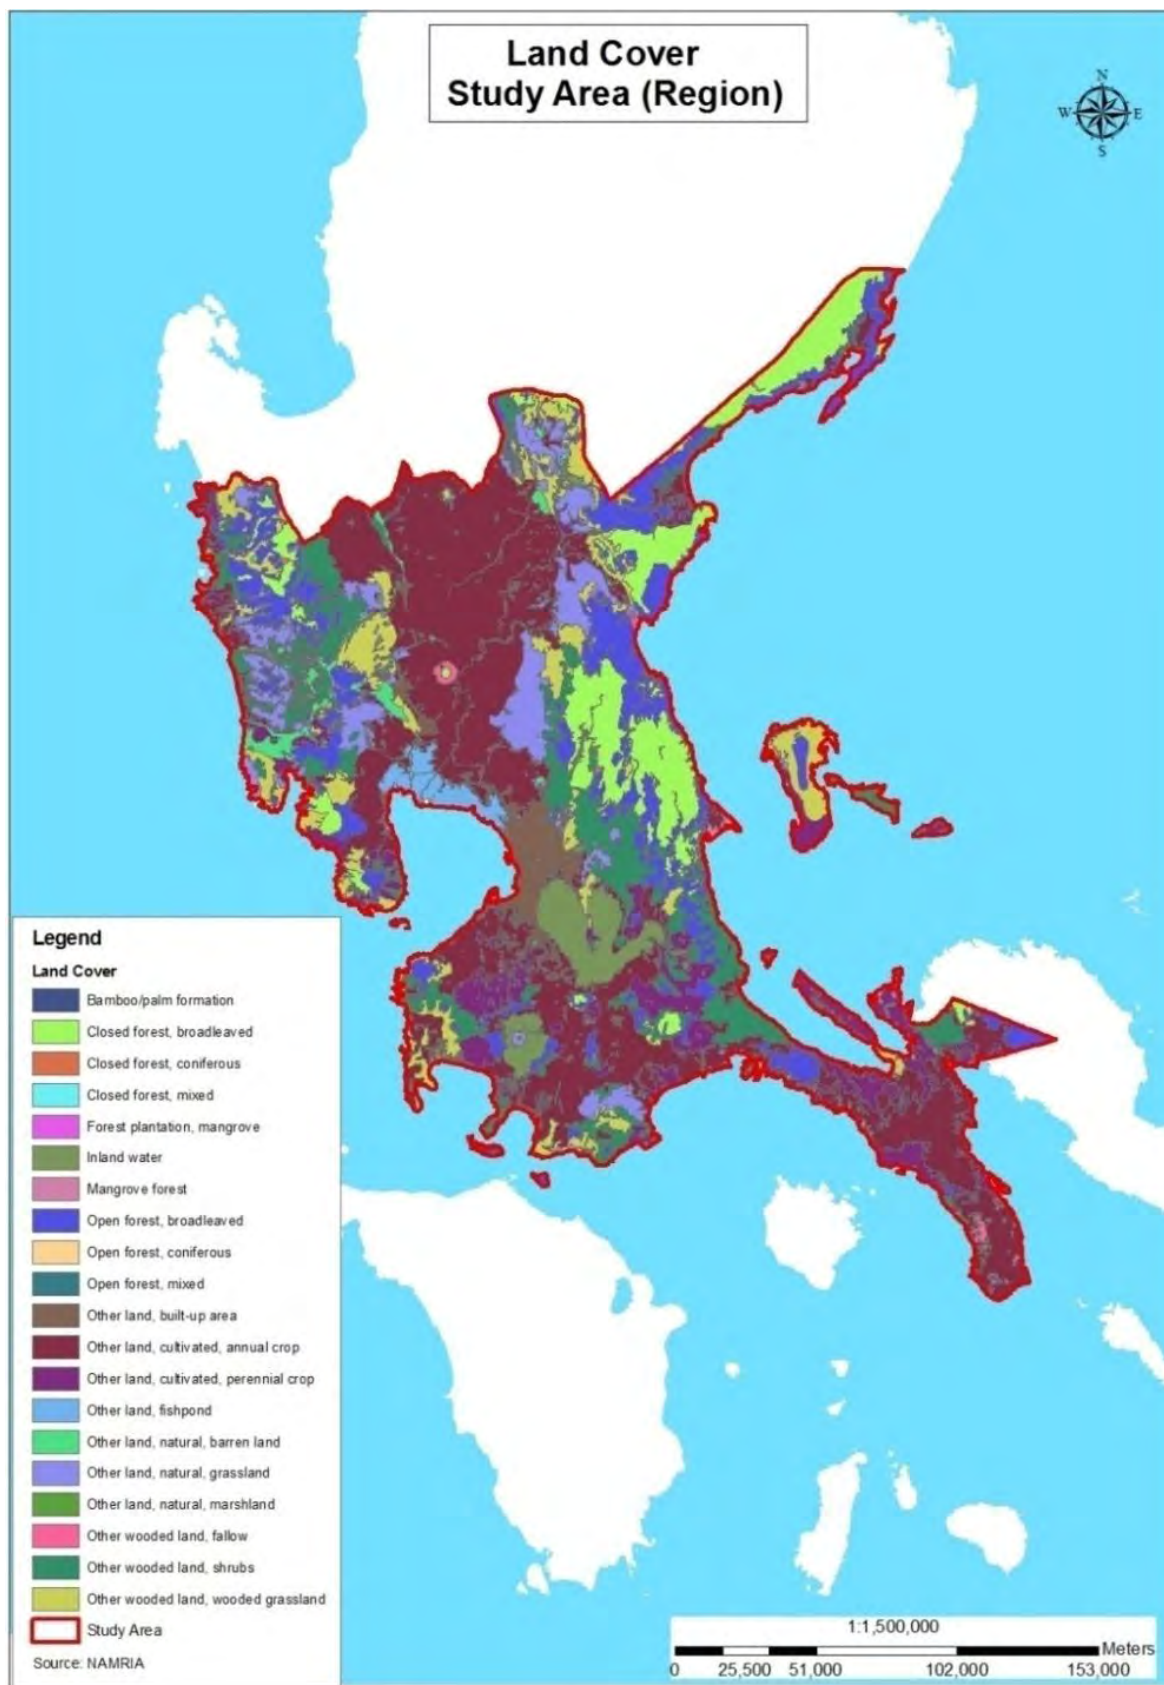 Land Cover
Study Area (Region)
N
W
E
S
Legend
Land Cover
Bamboo/palm formation
Closed forest, broadleaved
Closed forest, coniferous
Closed forest, mixed
Forest plantation, mangrove
Inland water
Mangrove forest
Open forest, broadleaved
Open forest, coniferous
Open forest, mixed
Other land, built-up area
Other land, cultivated, annual crop
Other land, cultivated, perennial crop
Other land, fishpond
Other land, natural, barren land
Other land, natural, grassland
Other land, natural, marshland
Other wooded land, fallow
Other wooded land, shrubs
Other wooded land, wooded grassland
Study Area
Source: NAMRIA
1:1,500,000
Meters
0 25,500 51,000 102,000 153,000